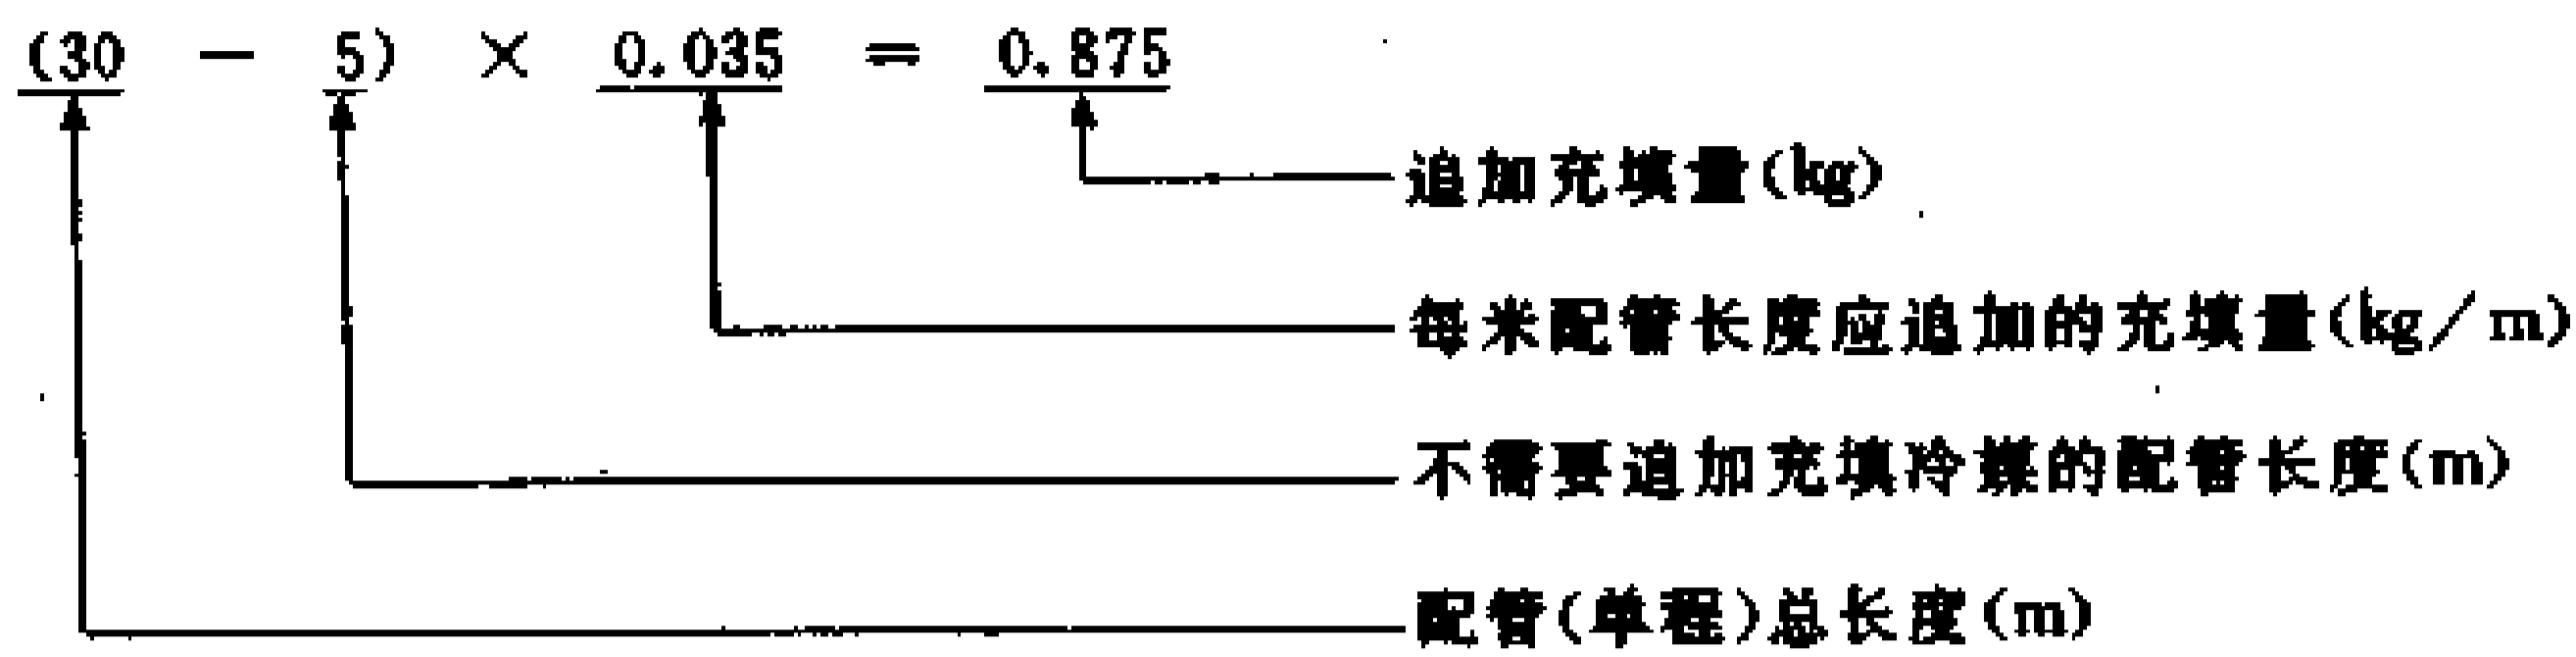 (30 － 5) × 0.035 ＝ 0.875
追加充填量(kg)
每米配管长度应追加的充填量(kg／m)
不需要追加充填冷媒的配管长度(m)
配管(单程)总长度(m)